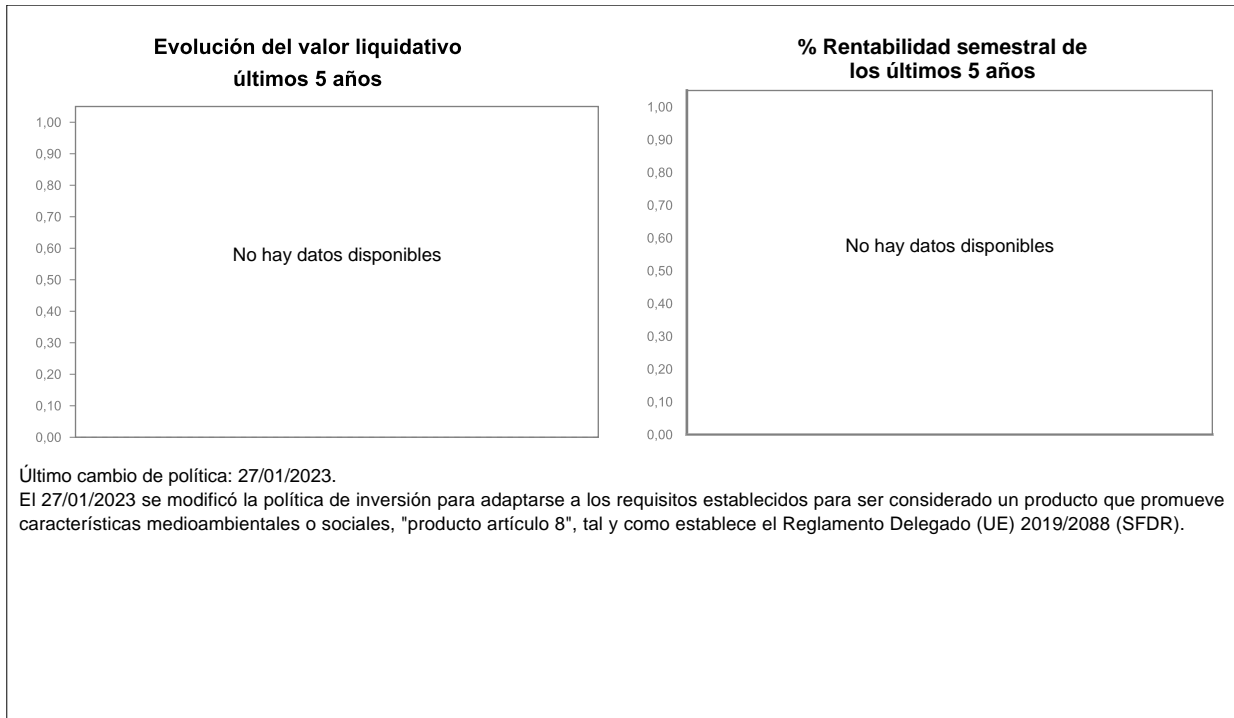 Evolución del valor liquidativo
últimos 5 años
1,00
0,90
0,80
0,70
0,60
0,50
0,40
0,30
0,20
0,10
0,00
No hay datos disponibles
% Rentabilidad semestral de
los últimos 5 años
1,00
0,90
0,80
0,70
0,60
0,50
0,40
0,30
0,20
0,10
0,00
No hay datos disponibles
Último cambio de política: 27/01/2023.
El 27/01/2023 se modificó la política de inversión para adaptarse a los requisitos establecidos para ser considerado un producto que promueve
características medioambientales o sociales, "producto artículo 8", tal y como establece el Reglamento Delegado (UE) 2019/2088 (SFDR).